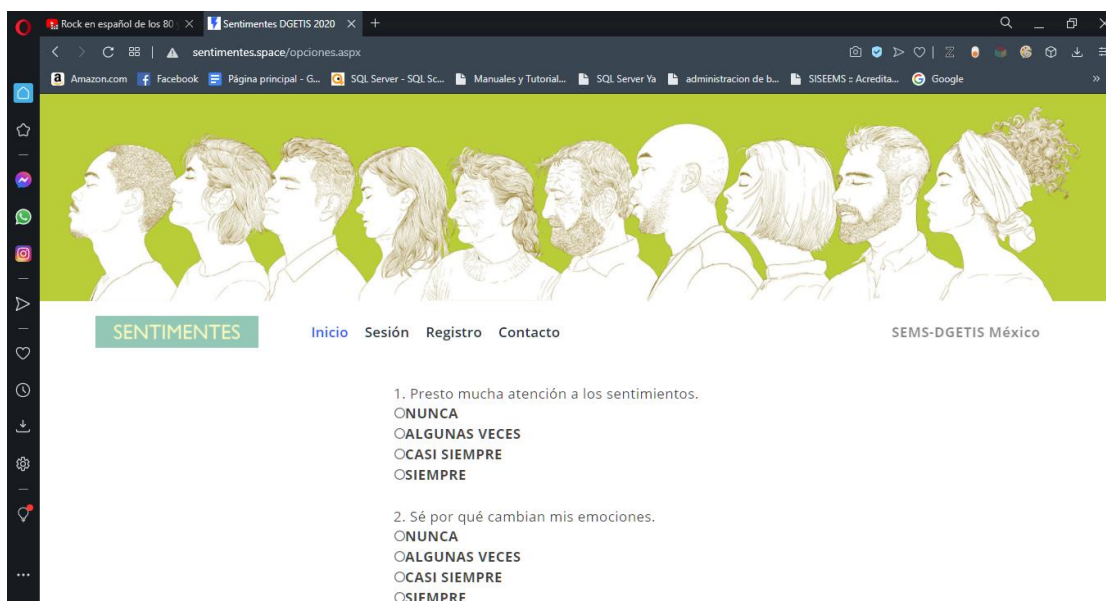 Rock en español de los 80 y
Sentimentes DGETIS 2020
sentimentes.space/opciones.aspx
Amazon.com
Facebook
Página principal - G...
SQL Server - SQL Sc...
Manuales y Tutorial...
SQL Server Ya
administracion de b...
SISEEMS :: Acredita...
Google
SENTIMENTES
Inicio Sesión Registro Contacto
SEMS-DGETIS México
1. Presto mucha atención a los sentimientos.
NUNCA
ALGUNAS VECES
CASI SIEMPRE
SIEMPRE
2. Sé por qué cambian mis emociones.
NUNCA
ALGUNAS VECES
CASI SIEMPRE
SIEMPRE